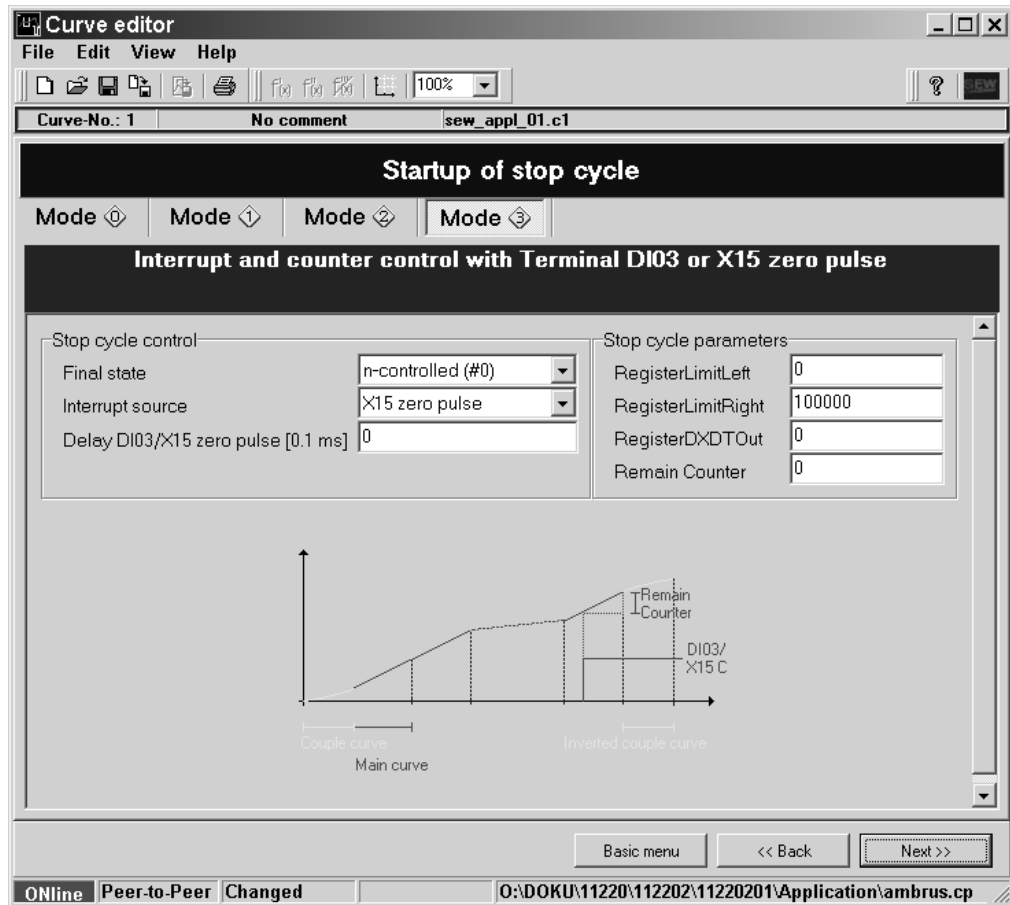 Curve editor
File Edit View Help
100%
SEW
Curve-No.: 1 No comment sew_appl_01.c1
Startup of stop cycle
Mode 0 Mode 1 Mode 2 Mode 3
Interrupt and counter control with Terminal DI03 or X15 zero pulse
Stop cycle control
Final state n-controlled (#0)
Interrupt source X15 zero pulse
Delay DI03/X15 zero pulse [0.1 ms] 0
Stop cycle parameters
RegisterLimitLeft 0
RegisterLimitRight 100000
RegisterDXDTOut 0
Remain Counter 0
Remain
Counter
DI03/
X15 C
Couple curve Inverted couple curve
Main curve
Basic menu << Back Next >>
ONline Peer-to-Peer Changed O:\DOKU\11220\112202\11220201\Application\ambrus.cp